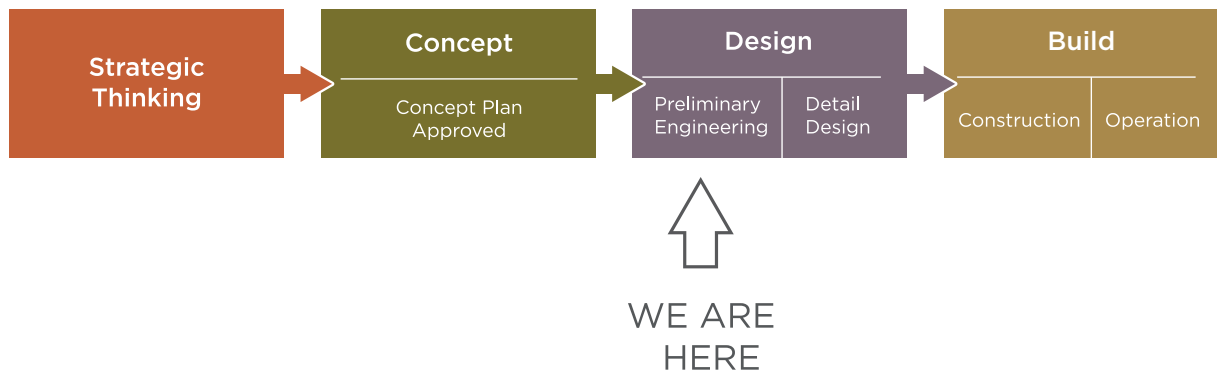 Strategic
Thinking
Concept
Concept Plan
Approved
Design
Preliminary
Engineering
Detail
Design
Build
Construction
Operation
WE ARE
HERE